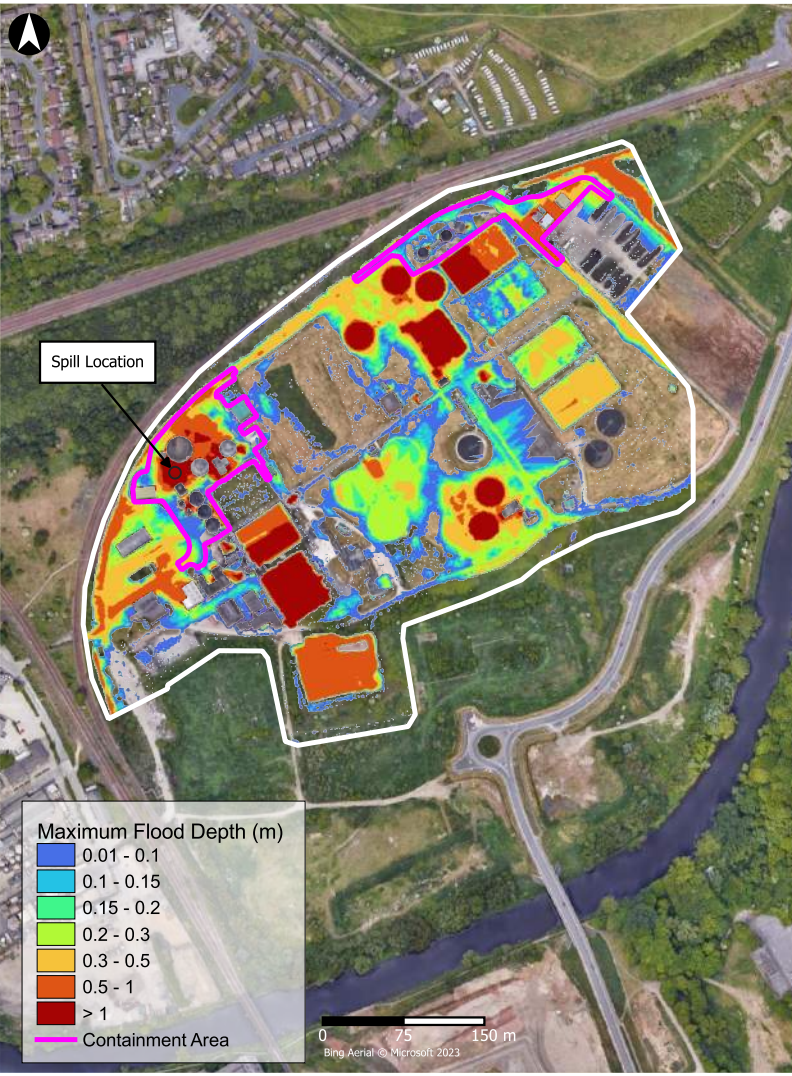 Spill Location
Maximum Flood Depth (m)
0.01 - 0.1
0.1 - 0.15
0.15 - 0.2
0.2 - 0.3
0.3 - 0.5
0.5 - 1
> 1
Containment Area
0 75 150 m
Bing Aerial © Microsoft 2023